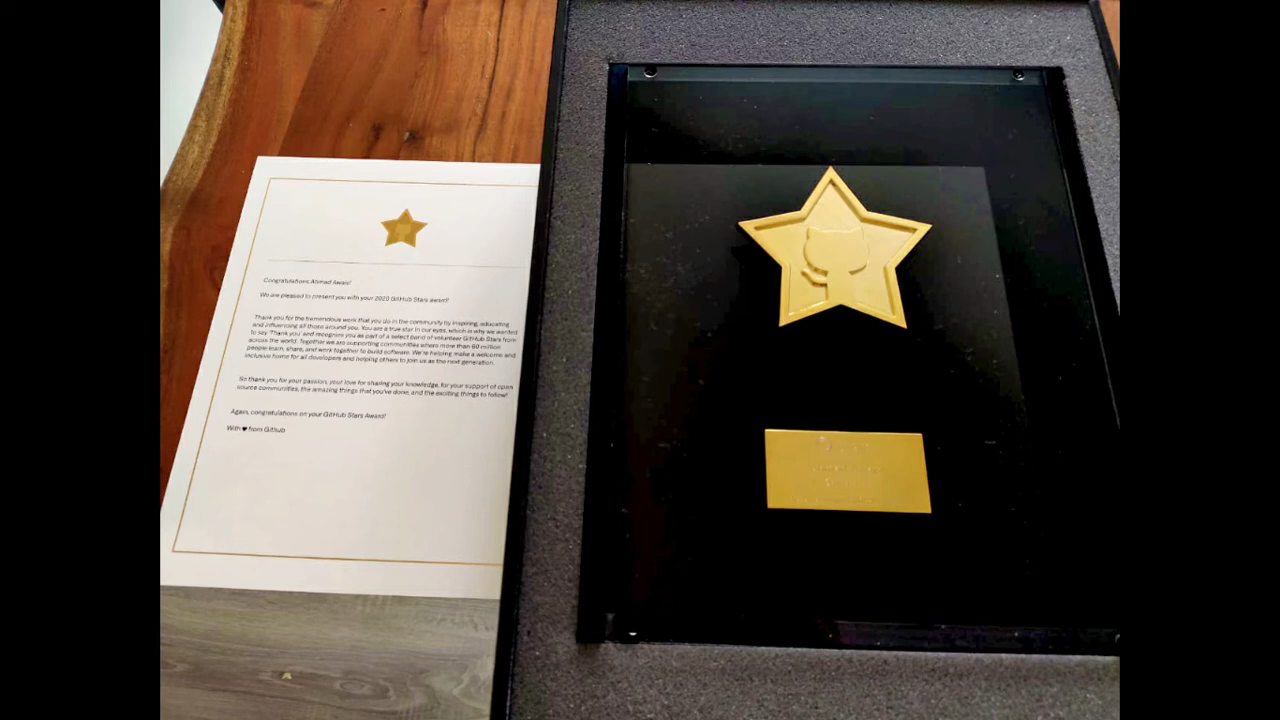 Congratulations Ahmad Awais!
We are pleased to present you with your 2020 GitHub Stars award!
Thank you for the tremendous work that you do in the community by inspiring, educating
and influencing all those around you. You are a true star in our eyes, which is why we wanted
to say 'Thank you' and recognize you as part of a select band of volunteer GitHub Stars from
across the world. Together we are supporting communities where more than 60 million
people learn, share, and work together to build software. We're helping make a welcome and
inclusive home for all developers and helping others to join us as the next generation.
So thank you for your passion, your love for sharing your knowledge, for your support of open
source communities, the amazing things that you've done, and the exciting things to follow!
Again, congratulations on your GitHub Stars Award!
With ♥ from Github